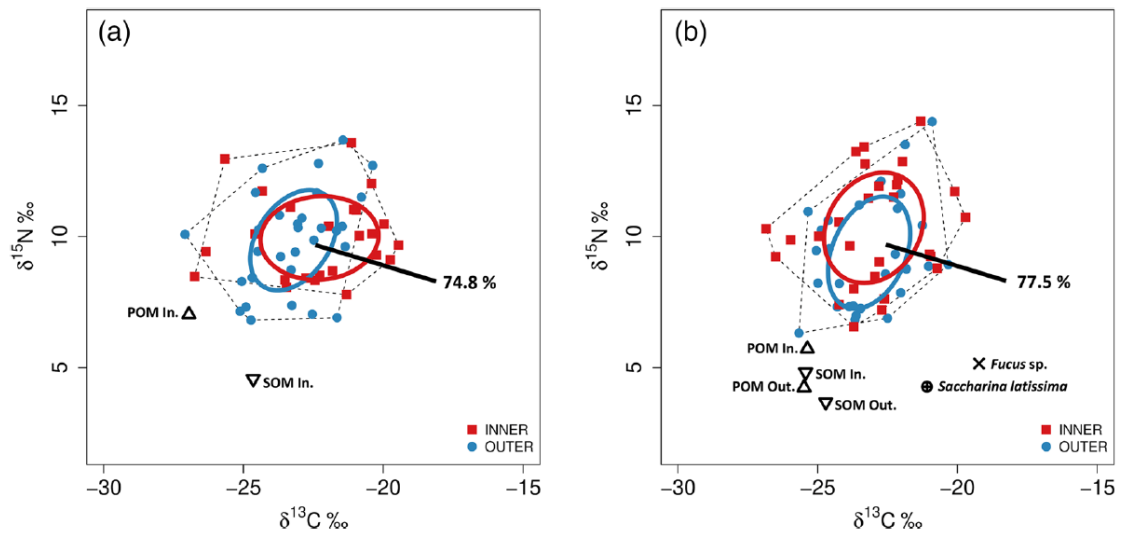 (a)
15
10
5
δ15N ‰
74.8 %
POM In.
SOM In.
INNER
OUTER
−30
−25
−20
−15
δ13C ‰
(b)
15
10
5
δ15N ‰
77.5 %
POM In.
SOM In.
POM Out.
SOM Out.
Fucus sp.
Saccharina latissima
INNER
OUTER
−30
−25
−20
−15
δ13C ‰